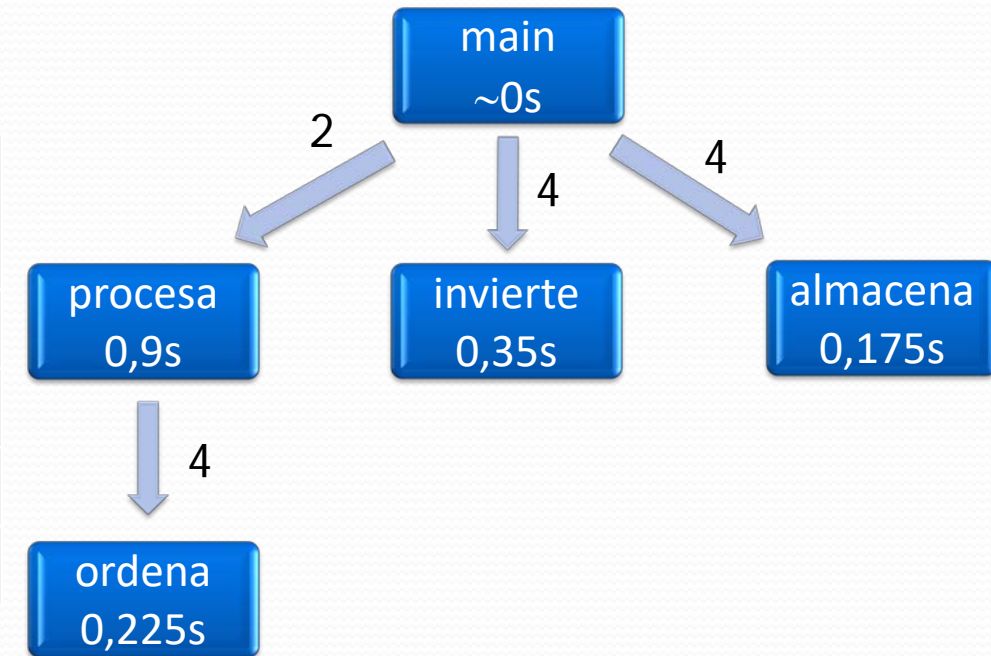 main
~0s
2
4
4
procesa
0,9s
invierte
0,35s
almacena
0,175s
4
ordena
0,225s